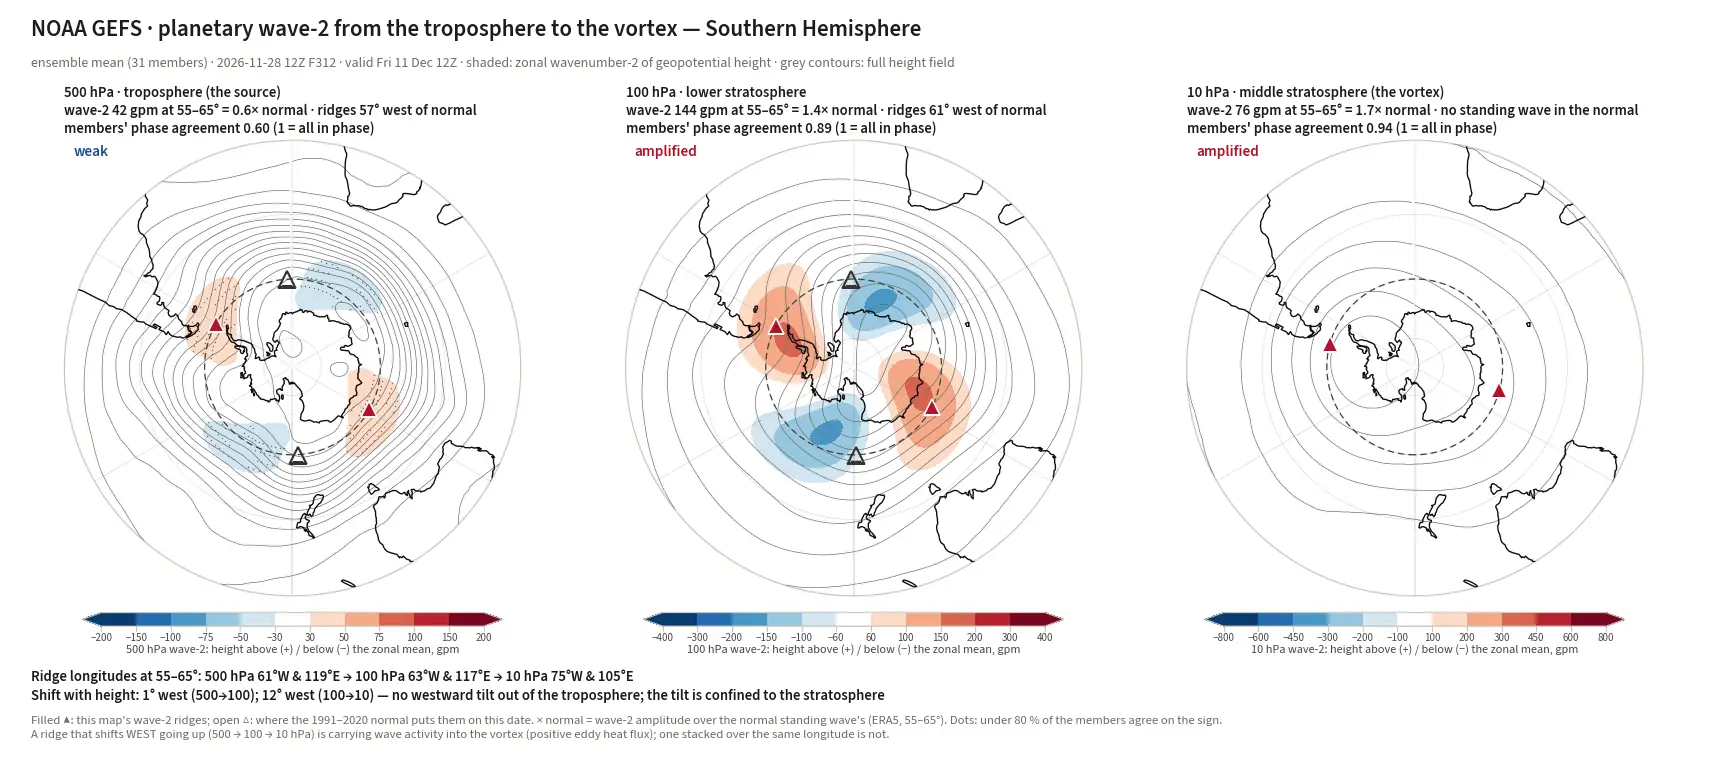 NOAA GEFS · planetary wave-2 from the troposphere to the vortex — Southern Hemisphere
ensemble mean (31 members) · 2026-11-28 12Z F312 · valid Fri 11 Dec 12Z · shaded: zonal wavenumber-2 of geopotential height · grey contours: full height field
500 hPa · troposphere (the source)
wave-2 42 gpm at 55–65° = 0.6× normal · ridges 57° west of normal
members' phase agreement 0.60 (1 = all in phase)
weak
100 hPa · lower stratosphere
wave-2 144 gpm at 55–65° = 1.4× normal · ridges 61° west of normal
members' phase agreement 0.89 (1 = all in phase)
amplified
10 hPa · middle stratosphere (the vortex)
wave-2 76 gpm at 55–65° = 1.7× normal · no standing wave in the normal
members' phase agreement 0.94 (1 = all in phase)
amplified
−200 −150 −100 −75 −50 −30 30 50 75 100 150 200
500 hPa wave-2: height above (+) / below (−) the zonal mean, gpm
−400 −300 −200 −150 −100 −60 60 100 150 200 300 400
100 hPa wave-2: height above (+) / below (−) the zonal mean, gpm
−800 −600 −450 −300 −200 −100 100 200 300 450 600 800
10 hPa wave-2: height above (+) / below (−) the zonal mean, gpm
Ridge longitudes at 55–65°: 500 hPa 61°W & 119°E → 100 hPa 63°W & 117°E → 10 hPa 75°W & 105°E
Shift with height: 1° west (500→100); 12° west (100→10) — no westward tilt out of the troposphere; the tilt is confined to the stratosphere
Filled ▲: this map's wave-2 ridges; open △: where the 1991–2020 normal puts them on this date. × normal = wave-2 amplitude over the normal standing wave's (ERA5, 55–65°). Dots: under 80 % of the members agree on the sign.
A ridge that shifts WEST going up (500 → 100 → 10 hPa) is carrying wave activity into the vortex (positive eddy heat flux); one stacked over the same longitude is not.